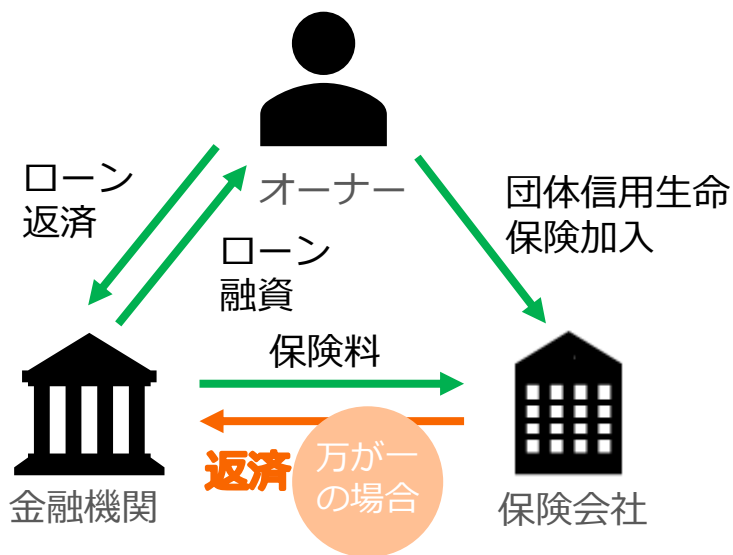 オーナー
ローン
返済
ローン
融資
団体信用生命
保険加入
保険料
返済
万が一
の場合
金融機関
保険会社